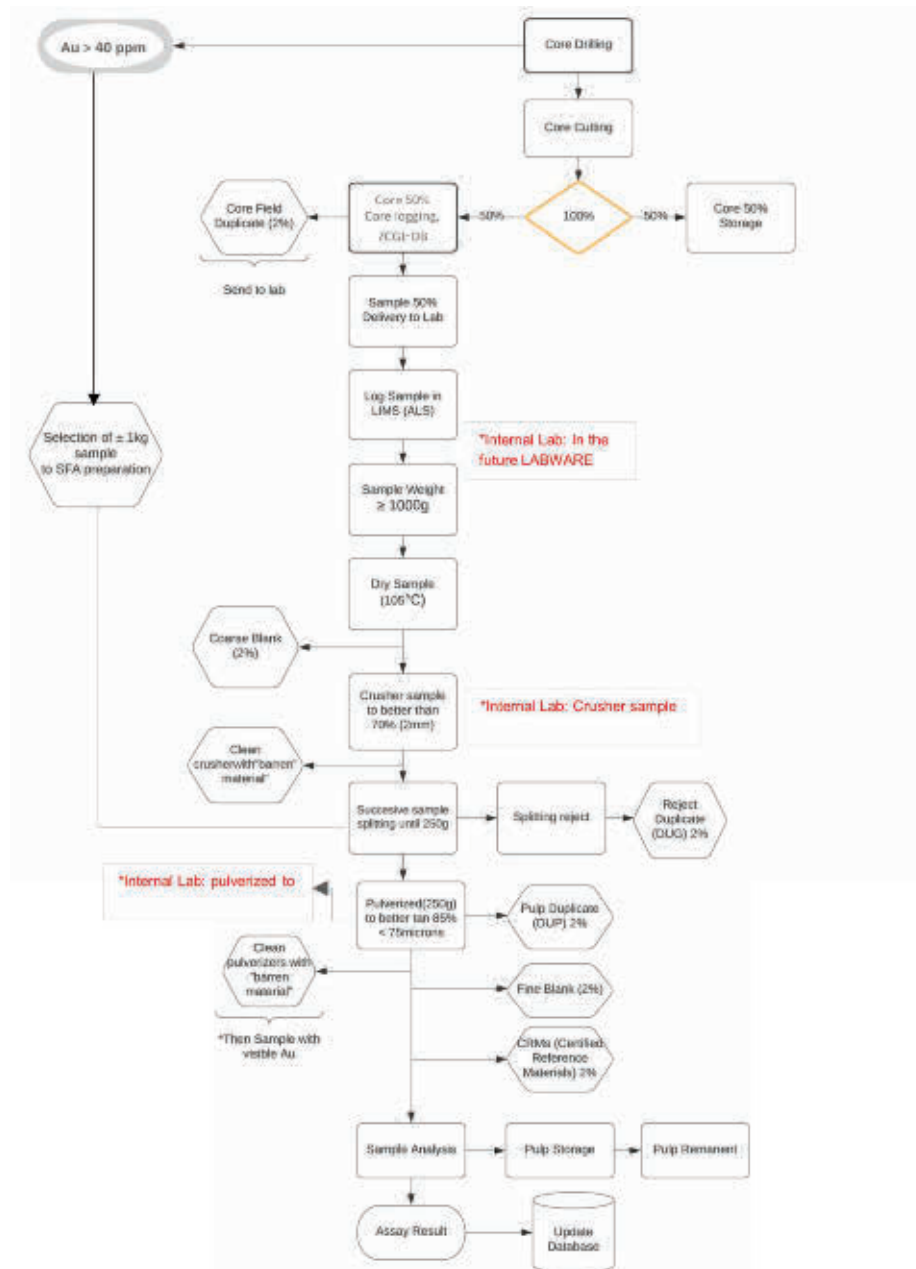 Au > 40 ppm
Core Drilling
Core Cutting
100%
50%
50%
Core 50%
Storage
Core 50%
Core logging,
Core Field
Duplicate (2%)
Send to lab
Sample 50%
Delivery to Lab
Log Sample in
LIMS (ALS)
*Internal Lab: In the
future LABWARE
Selection of ± 1kg
sample
to SFA preparation
Sample Weight
≥ 1000g
Dry Sample
(105°C)
Coarse Blank
(2%)
Crusher sample
to better than
70% (2mm)
*Internal Lab: Crusher sample
Clean
crusherwith"barren"
material"
Succesive sample
splitting until 250g
Splitting reject
Reject
Duplicate
(DUG) 2%
*Internal Lab: pulverized to
Pulverized(250g)
to better tan 85%
< 75microns
Pulp Duplicate
(DUP) 2%
Clean
pulverizers with
"barren
material"
*Then Sample with
visible Au
Fine Blank (2%)
CRMs (Certified
Reference
Materials) 2%
Sample Analysis
Pulp Storage
Pulp Remanent
Assay Result
Update
Database